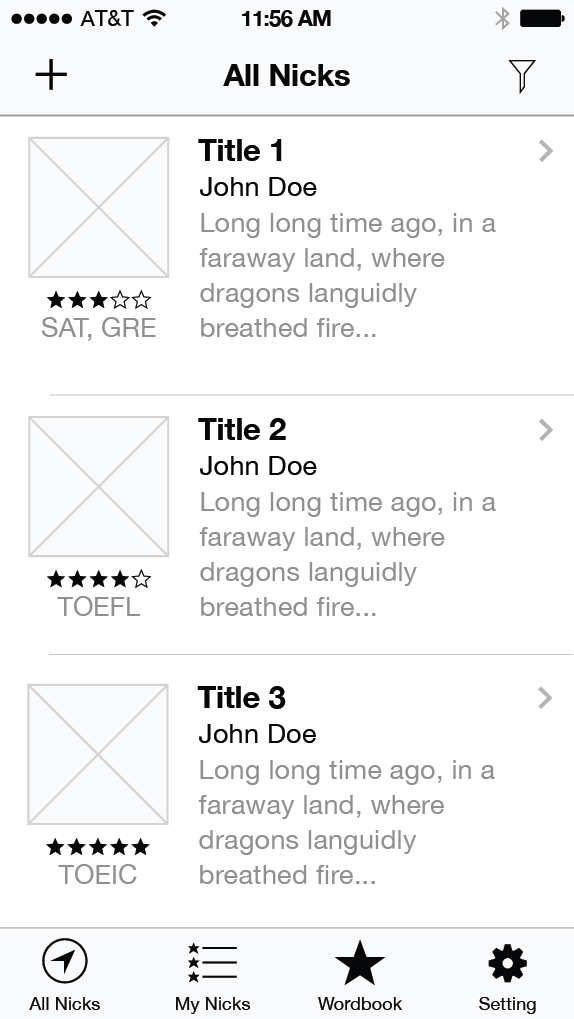 AT&T 11:56 AM
All Nicks
Title 1
John Doe
Long long time ago, in a
faraway land, where
dragons languidly
breathed fire...
SAT, GRE
Title 2
John Doe
Long long time ago, in a
faraway land, where
dragons languidly
breathed fire...
TOEFL
Title 3
John Doe
Long long time ago, in a
faraway land, where
dragons languidly
breathed fire...
TOEIC
All Nicks My Nicks Wordbook Setting